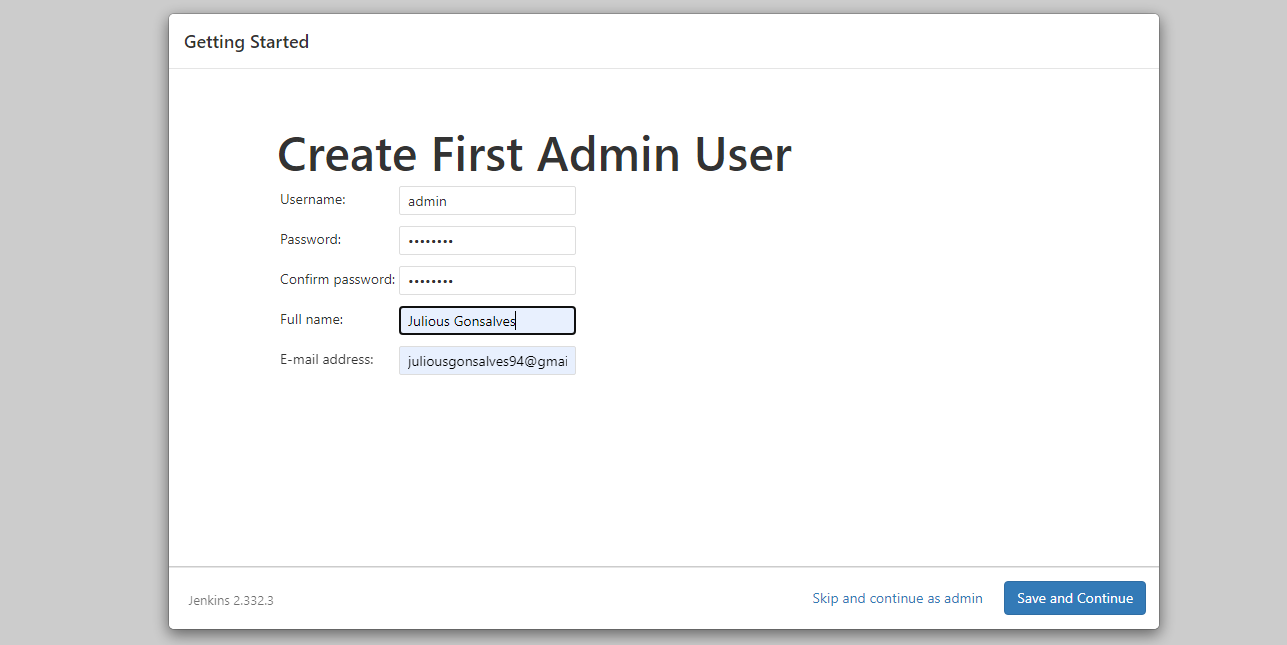 Getting Started
Create First Admin User
Username: admin
Password: ••••••••
Confirm password: ••••••••
Full name: Julious Gonsalves
E-mail address: juliousgonsalves94@gmai
Jenkins 2.332.3 Skip and continue as admin Save and Continue